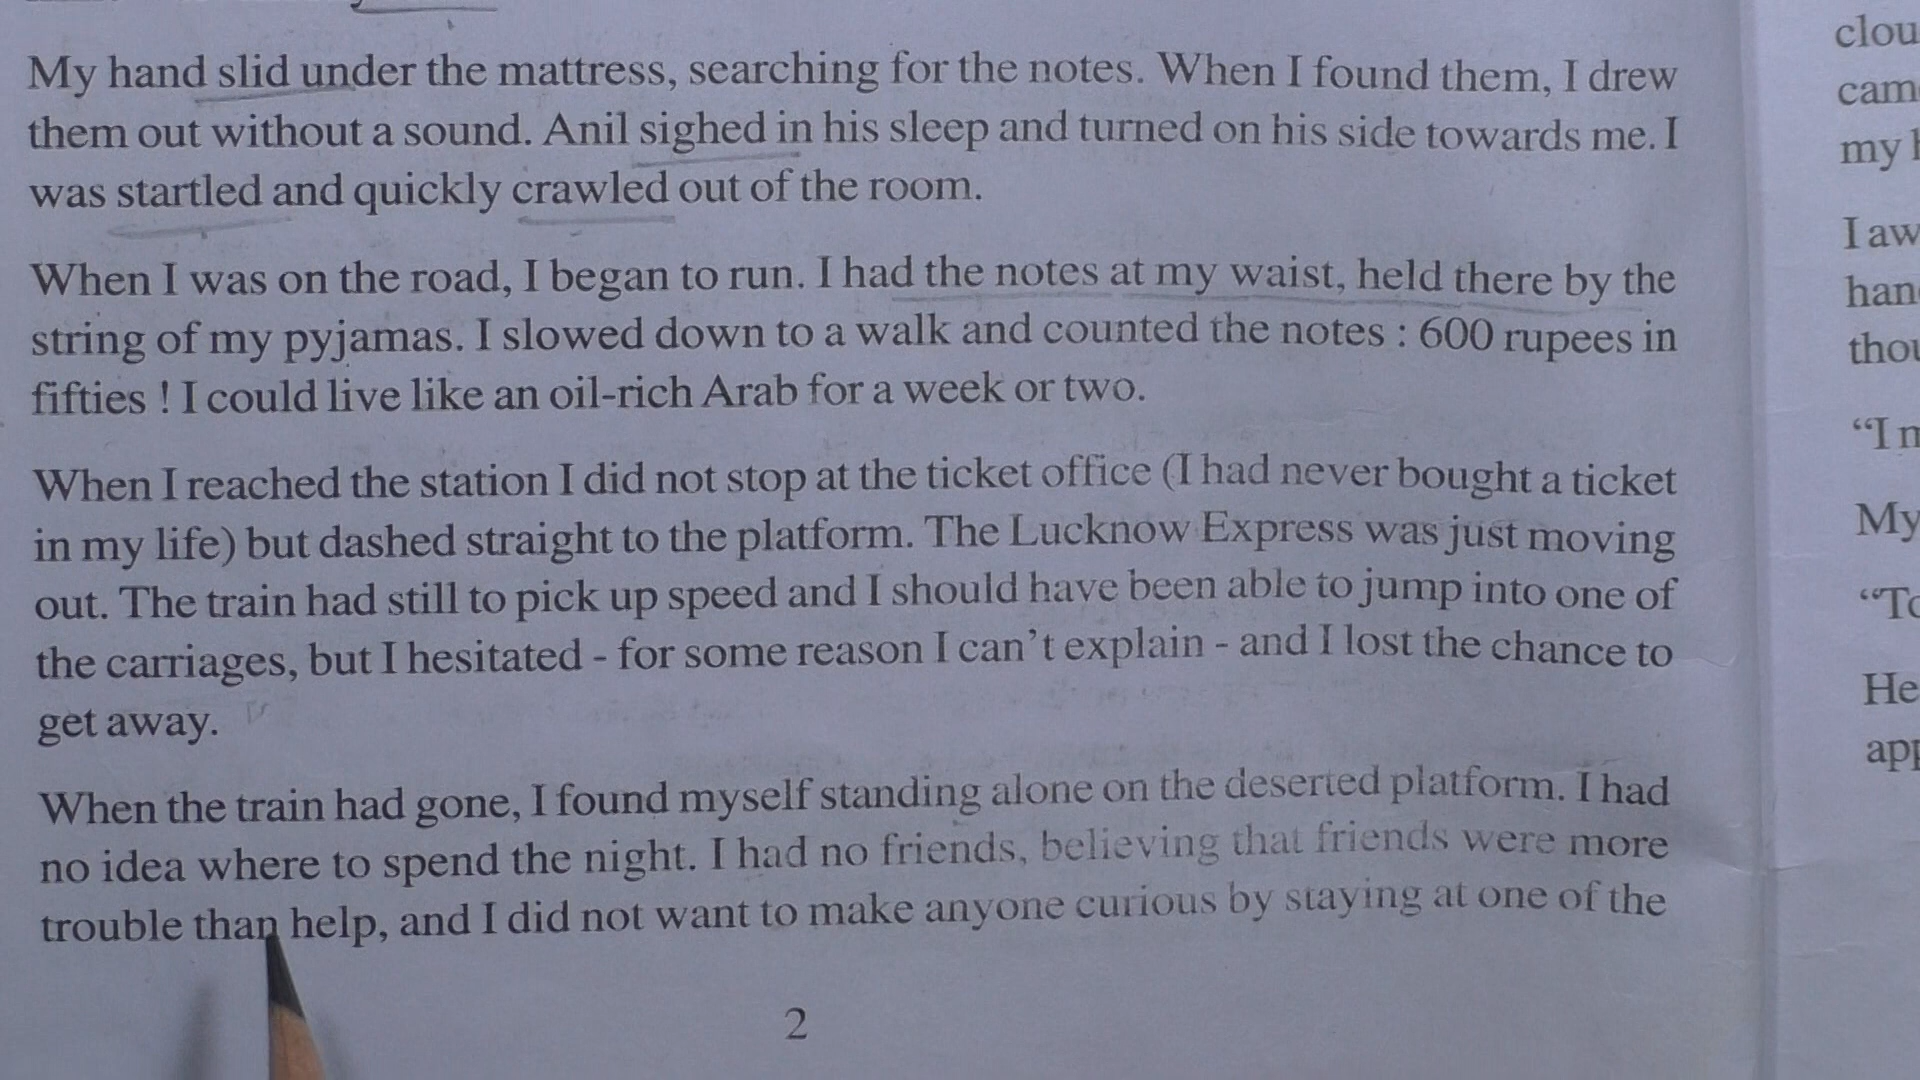 My hand slid under the mattress, searching for the notes. When I found them, I drew
them out without a sound. Anil sighed in his sleep and turned on his side towards me. I
was startled and quickly crawled out of the room.
When I was on the road, I began to run. I had the notes at my waist, held there by the
string of my pyjamas. I slowed down to a walk and counted the notes : 600 rupees in
fifties ! I could live like an oil-rich Arab for a week or two.
When I reached the station I did not stop at the ticket office (I had never bought a ticket
in my life) but dashed straight to the platform. The Lucknow Express was just moving
out. The train had still to pick up speed and I should have been able to jump into one of
the carriages, but I hesitated - for some reason I can't explain - and I lost the chance to
get away.
When the train had gone, I found myself standing alone on the deserted platform. I had
no idea where to spend the night. I had no friends, believing that friends were more
trouble than help, and I did not want to make anyone curious by staying at one of the
2
my
I
"I
My
He